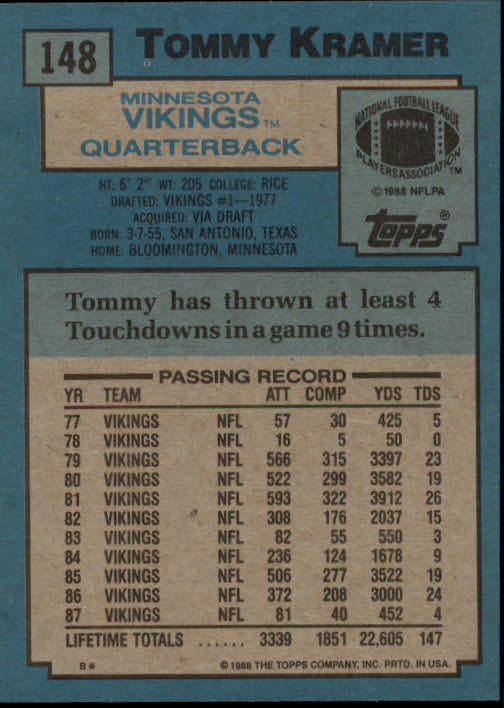 148
TOMMY KRAMER
MINNESOTA
VIKINGS™
QUARTERBACK
NATIONAL FOOTBALL LEAGUE
PLAYERS ASSOCIATION™
© 1988 NFLPA
TOPPS®
HT: 6' 2" WT: 205 COLLEGE: RICE
DRAFTED: VIKINGS #1—1977
ACQUIRED: VIA DRAFT
BORN: 3-7-55, SAN ANTONIO, TEXAS
HOME: BLOOMINGTON, MINNESOTA
Tommy has thrown at least 4
Touchdowns in a game 9 times.
PASSING RECORD
YR TEAM ATT COMP YDS TDS
77 VIKINGS NFL 57 30 425 5
78 VIKINGS NFL 16 5 50 0
79 VIKINGS NFL 566 315 3397 23
80 VIKINGS NFL 522 299 3582 19
81 VIKINGS NFL 593 322 3912 26
82 VIKINGS NFL 308 176 2037 15
83 VIKINGS NFL 82 55 550 3
84 VIKINGS NFL 236 124 1678 9
85 VIKINGS NFL 506 277 3522 19
86 VIKINGS NFL 372 208 3000 24
87 VIKINGS NFL 81 40 452 4
LIFETIME TOTALS ...... 3339 1851 22,605 147
B* © 1988 THE TOPPS COMPANY, INC. PRTD. IN USA.